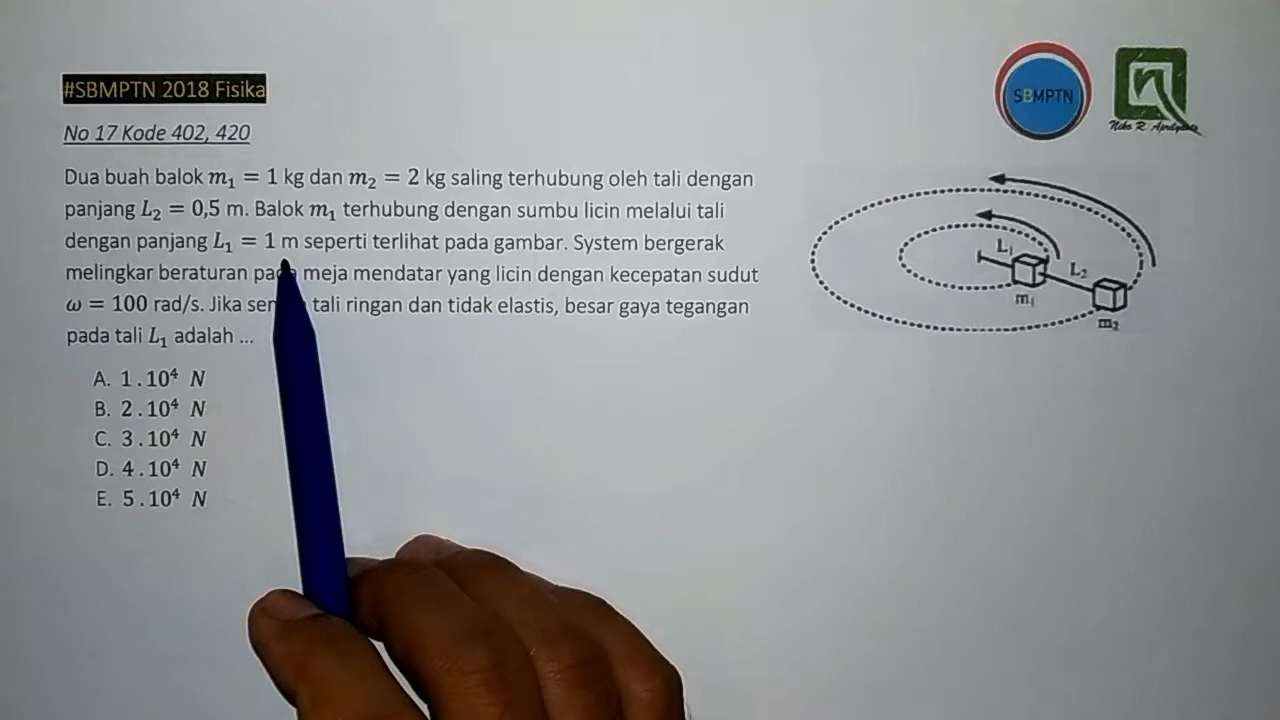 #SBMPTN 2018 Fisika
SBMPTN
Niko R.
No 17 Kode 402, 420
Dua buah balok m₁ = 1 kg dan m₂ = 2 kg saling terhubung oleh tali dengan
panjang L₂ = 0,5 m. Balok m₁ terhubung dengan sumbu licin melalui tali
dengan panjang L₁ = 1 m seperti terlihat pada gambar. System bergerak
melingkar beraturan pada meja mendatar yang licin dengan kecepatan sudut
ω = 100 rad/s. Jika tali ringan dan tidak elastis, besar gaya tegangan
pada tali L₁ adalah ...
A. 1 . 10⁴ N
B. 2 . 10⁴ N
C. 3 . 10⁴ N
D. 4 . 10⁴ N
E. 5 . 10⁴ N
L₁
L₂
m₁
m₂